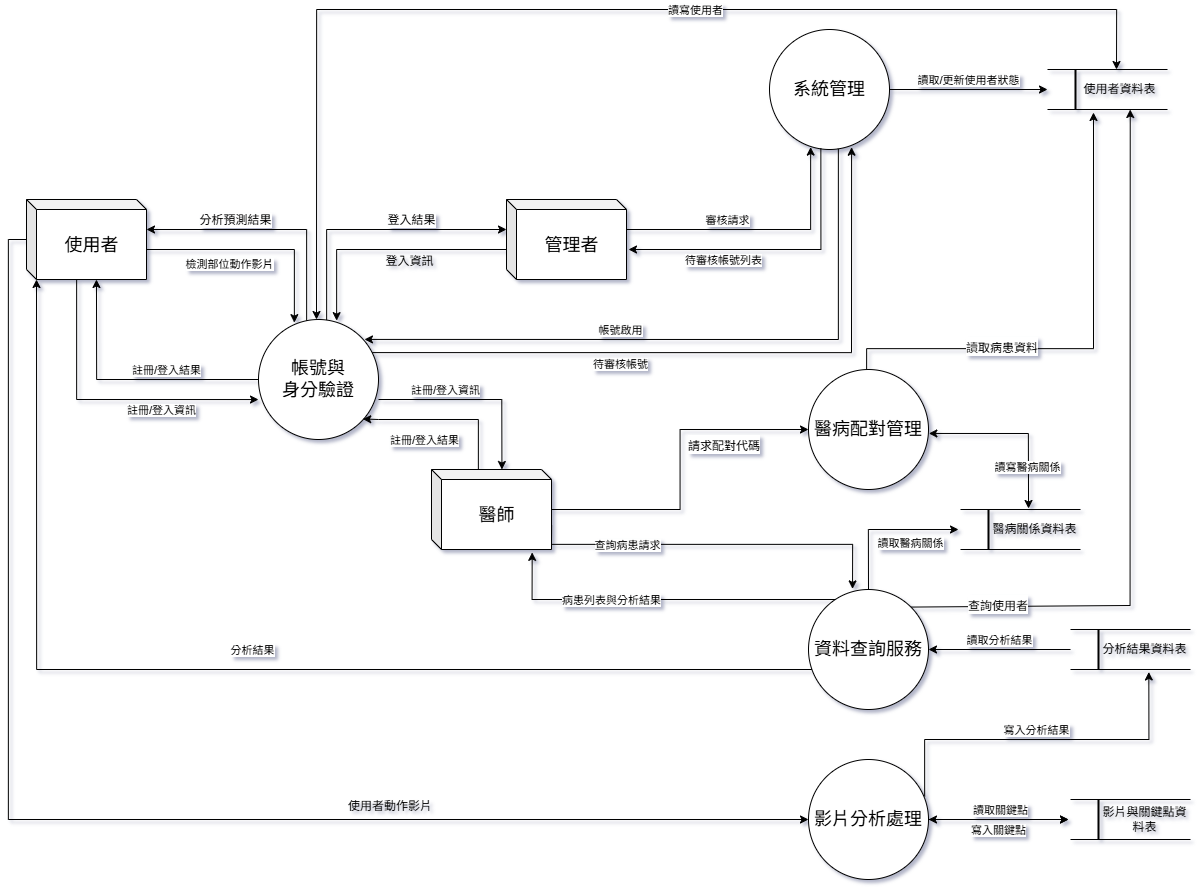 讀寫使用者
系統管理
讀取/更新使用者狀態
使用者資料表
使用者
分析預測結果
檢測部位動作影片
登入結果
登入資訊
管理者
審核請求
待審核帳號列表
帳號啟用
待審核帳號
帳號與
身分驗證
註冊/登入結果
註冊/登入資訊
註冊/登入資訊
註冊/登入結果
讀取病患資料
醫病配對管理
請求配對代碼
讀寫醫病關係
醫師
醫病關係資料表
查詢病患請求
讀取醫病關係
病患列表與分析結果
查詢使用者
資料查詢服務
讀取分析結果
分析結果資料表
分析結果
寫入分析結果
使用者動作影片
影片分析處理
讀取關鍵點
寫入關鍵點
影片與關鍵點資
料表